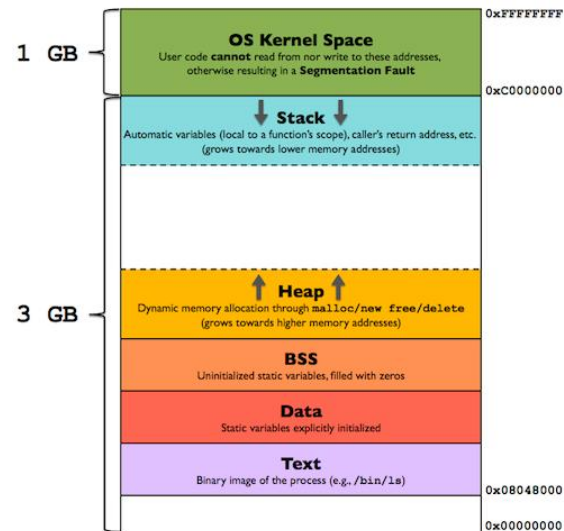 0xFFFFFFFF
OS Kernel Space
1 GB
User code cannot read from nor write to these addresses,
otherwise resulting in a Segmentation Fault
0xC0000000
Stack
Automatic variables (local to a function's scope), caller's return address, etc.
(grows towards lower memory addresses)
Heap
3 GB
Dynamic memory allocation through malloc/new free/delete
(grows towards higher memory addresses)
BSS
Uninitialized static variables, filled with zeros
Data
Static variables explicitly initialized
Text
Binary image of the process (e.g., /bin/ls)
0x08048000
0x00000000